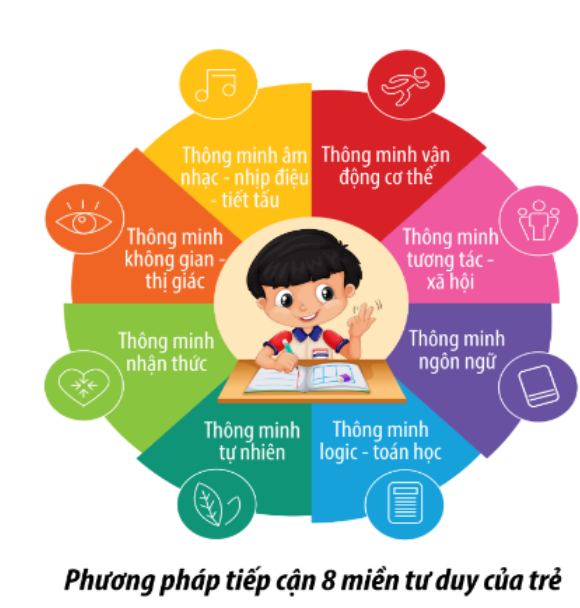 Thông minh âm
nhạc - nhịp điệu
- tiết tấu
Thông minh vận
động cơ thể
Thông minh
không gian -
thị giác
Thông minh
tương tác -
xã hội
Thông minh
nhận thức
Thông minh
ngôn ngữ
Thông minh
tự nhiên
Thông minh
logic - toán học
Phương pháp tiếp cận 8 miền tư duy của trẻ